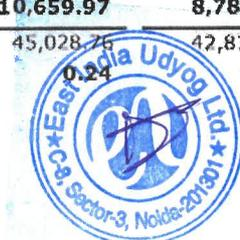 10,659.97 8,78
45,028.76 42,87
0.24
★East India Udyog Ltd.★
C-8, Sector-3, Noida-201301